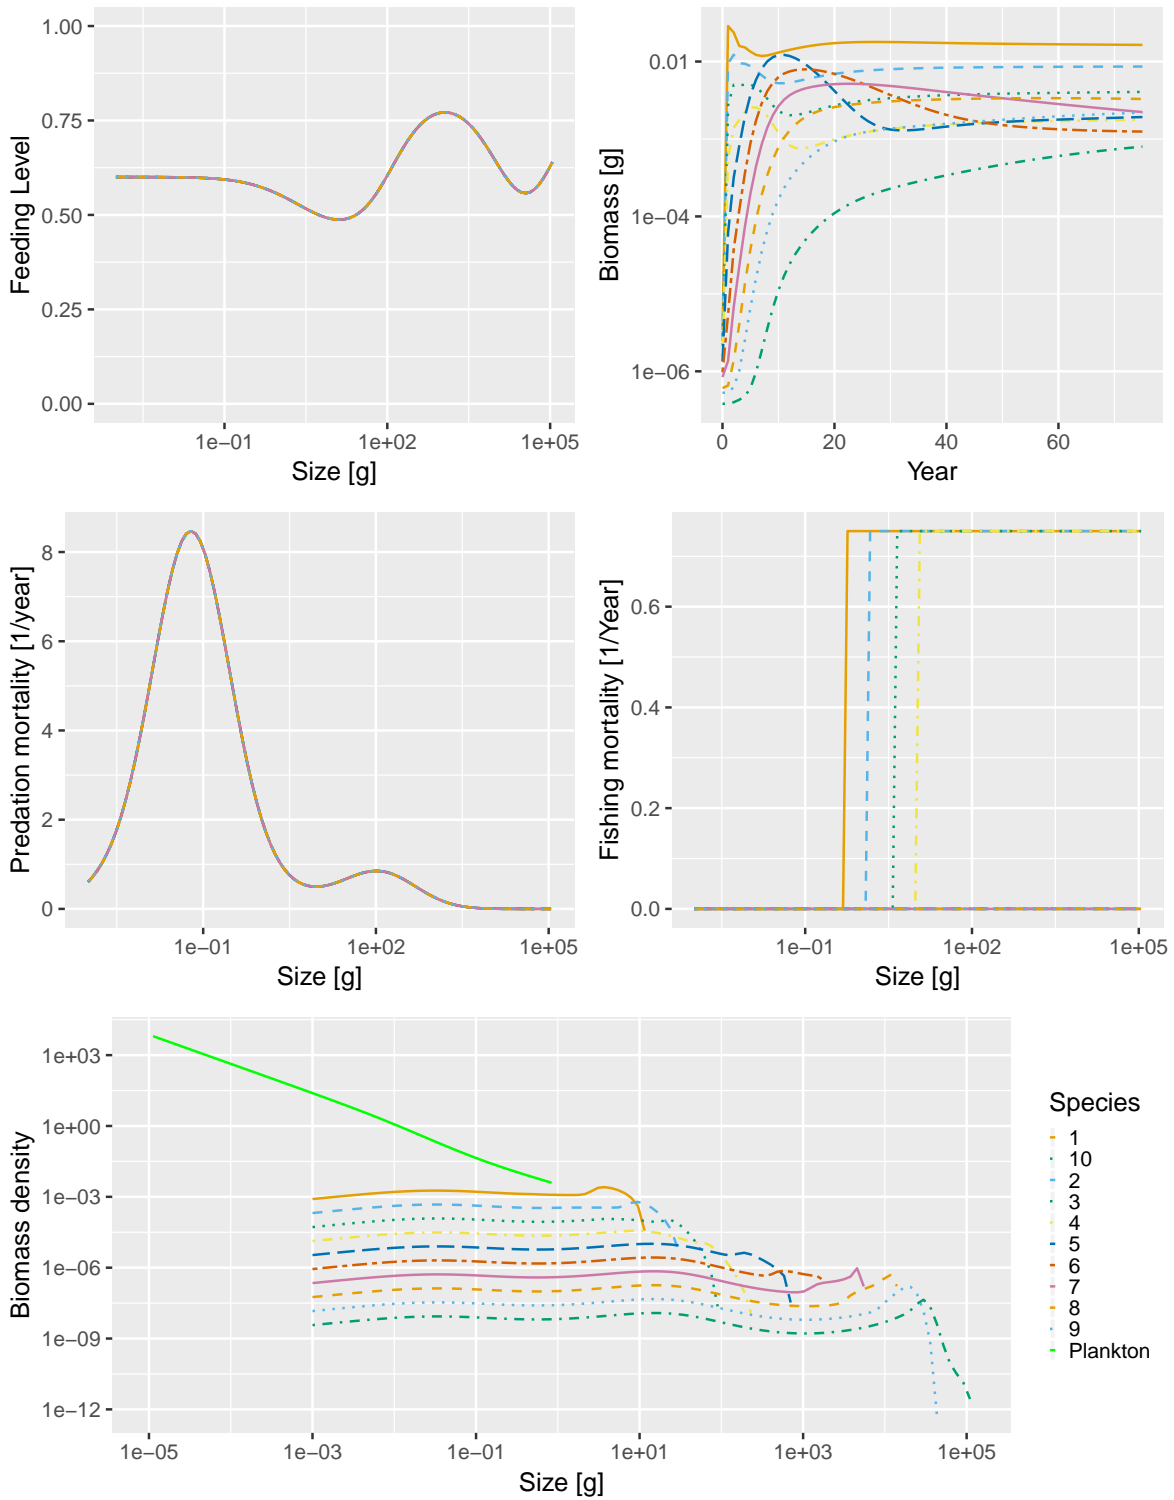 1.00
0.75
0.50
0.25
0.00
Feeding Level
1e−01
1e+02
1e+05
Size [g]
0.01
1e−04
1e−06
Biomass [g]
0
20
40
60
Year
8
6
4
2
0
Predation mortality [1/year]
1e−01
1e+02
1e+05
Size [g]
0.6
0.4
0.2
0.0
Fishing mortality [1/Year]
1e−01
1e+02
1e+05
Size [g]
1e+03
1e+00
1e−03
1e−06
1e−09
1e−12
Biomass density
1e−05
1e−03
1e−01
1e+01
1e+03
1e+05
Size [g]
Species
1
10
2
3
4
5
6
7
8
9
Plankton